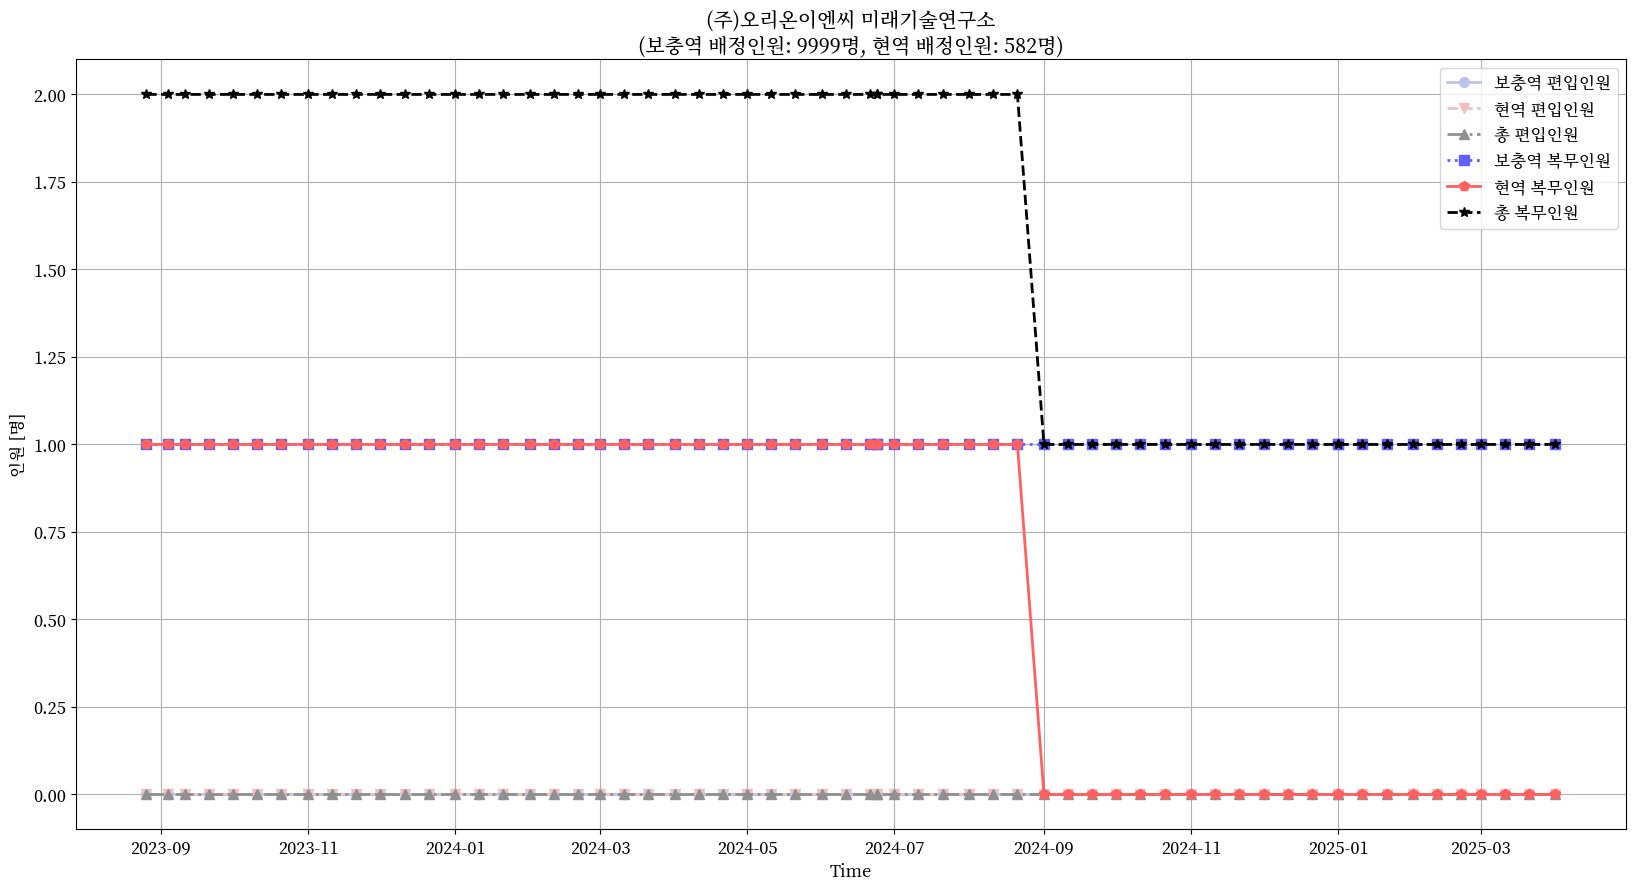 (주)오리온이엔씨 미래기술연구소
(보충역 배정인원: 9999명, 현역 배정인원: 582명)
보충역 편입인원
현역 편입인원
총 편입인원
보충역 복무인원
현역 복무인원
총 복무인원
인원 [명]
2.00
1.75
1.50
1.25
1.00
0.75
0.50
0.25
0.00
2023-09
2023-11
2024-01
2024-03
2024-05
2024-07
2024-09
2024-11
2025-01
2025-03
Time